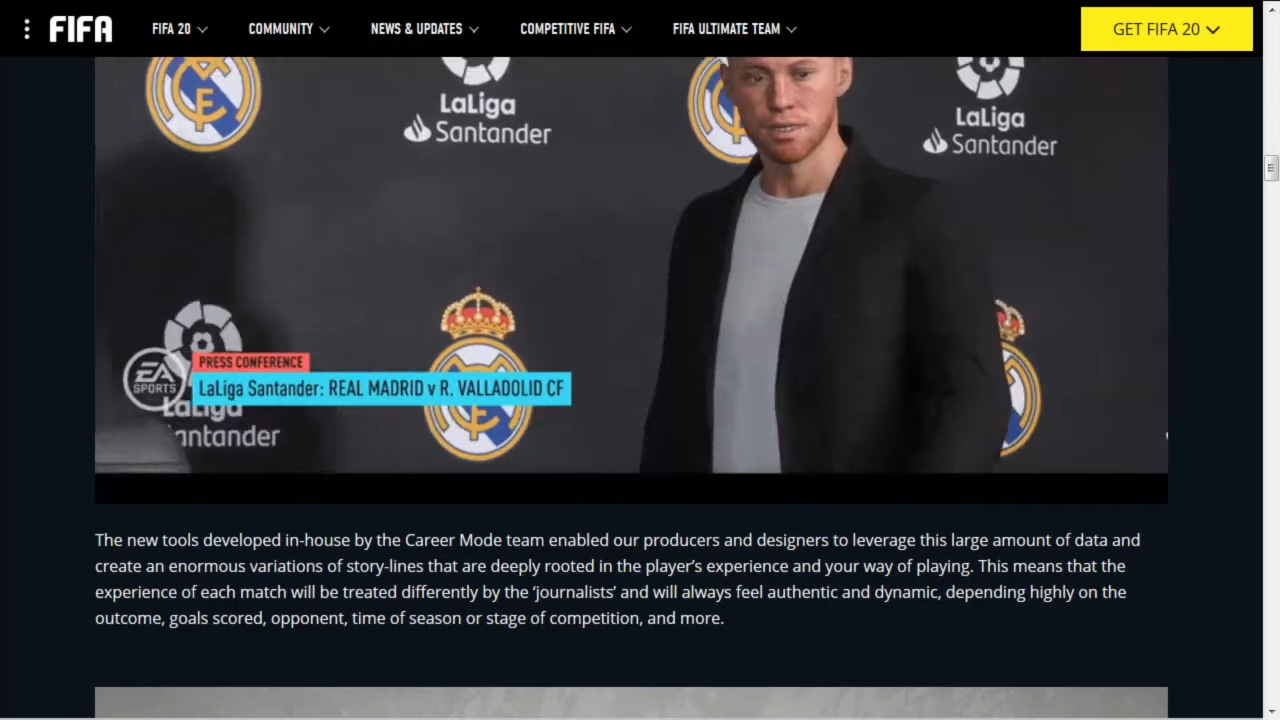 FIFA
FIFA 20
COMMUNITY
NEWS & UPDATES
COMPETITIVE FIFA
FIFA ULTIMATE TEAM
GET FIFA 20
LaLiga
Santander
LaLiga
Santander
PRESS CONFERENCE
EA
SPORTS
LaLiga Santander: REAL MADRID v R. VALLADOLID CF
LaLiga
antander
The new tools developed in-house by the Career Mode team enabled our producers and designers to leverage this large amount of data and
create an enormous variations of story-lines that are deeply rooted in the player’s experience and your way of playing. This means that the
experience of each match will be treated differently by the ‘journalists’ and will always feel authentic and dynamic, depending highly on the
outcome, goals scored, opponent, time of season or stage of competition, and more.